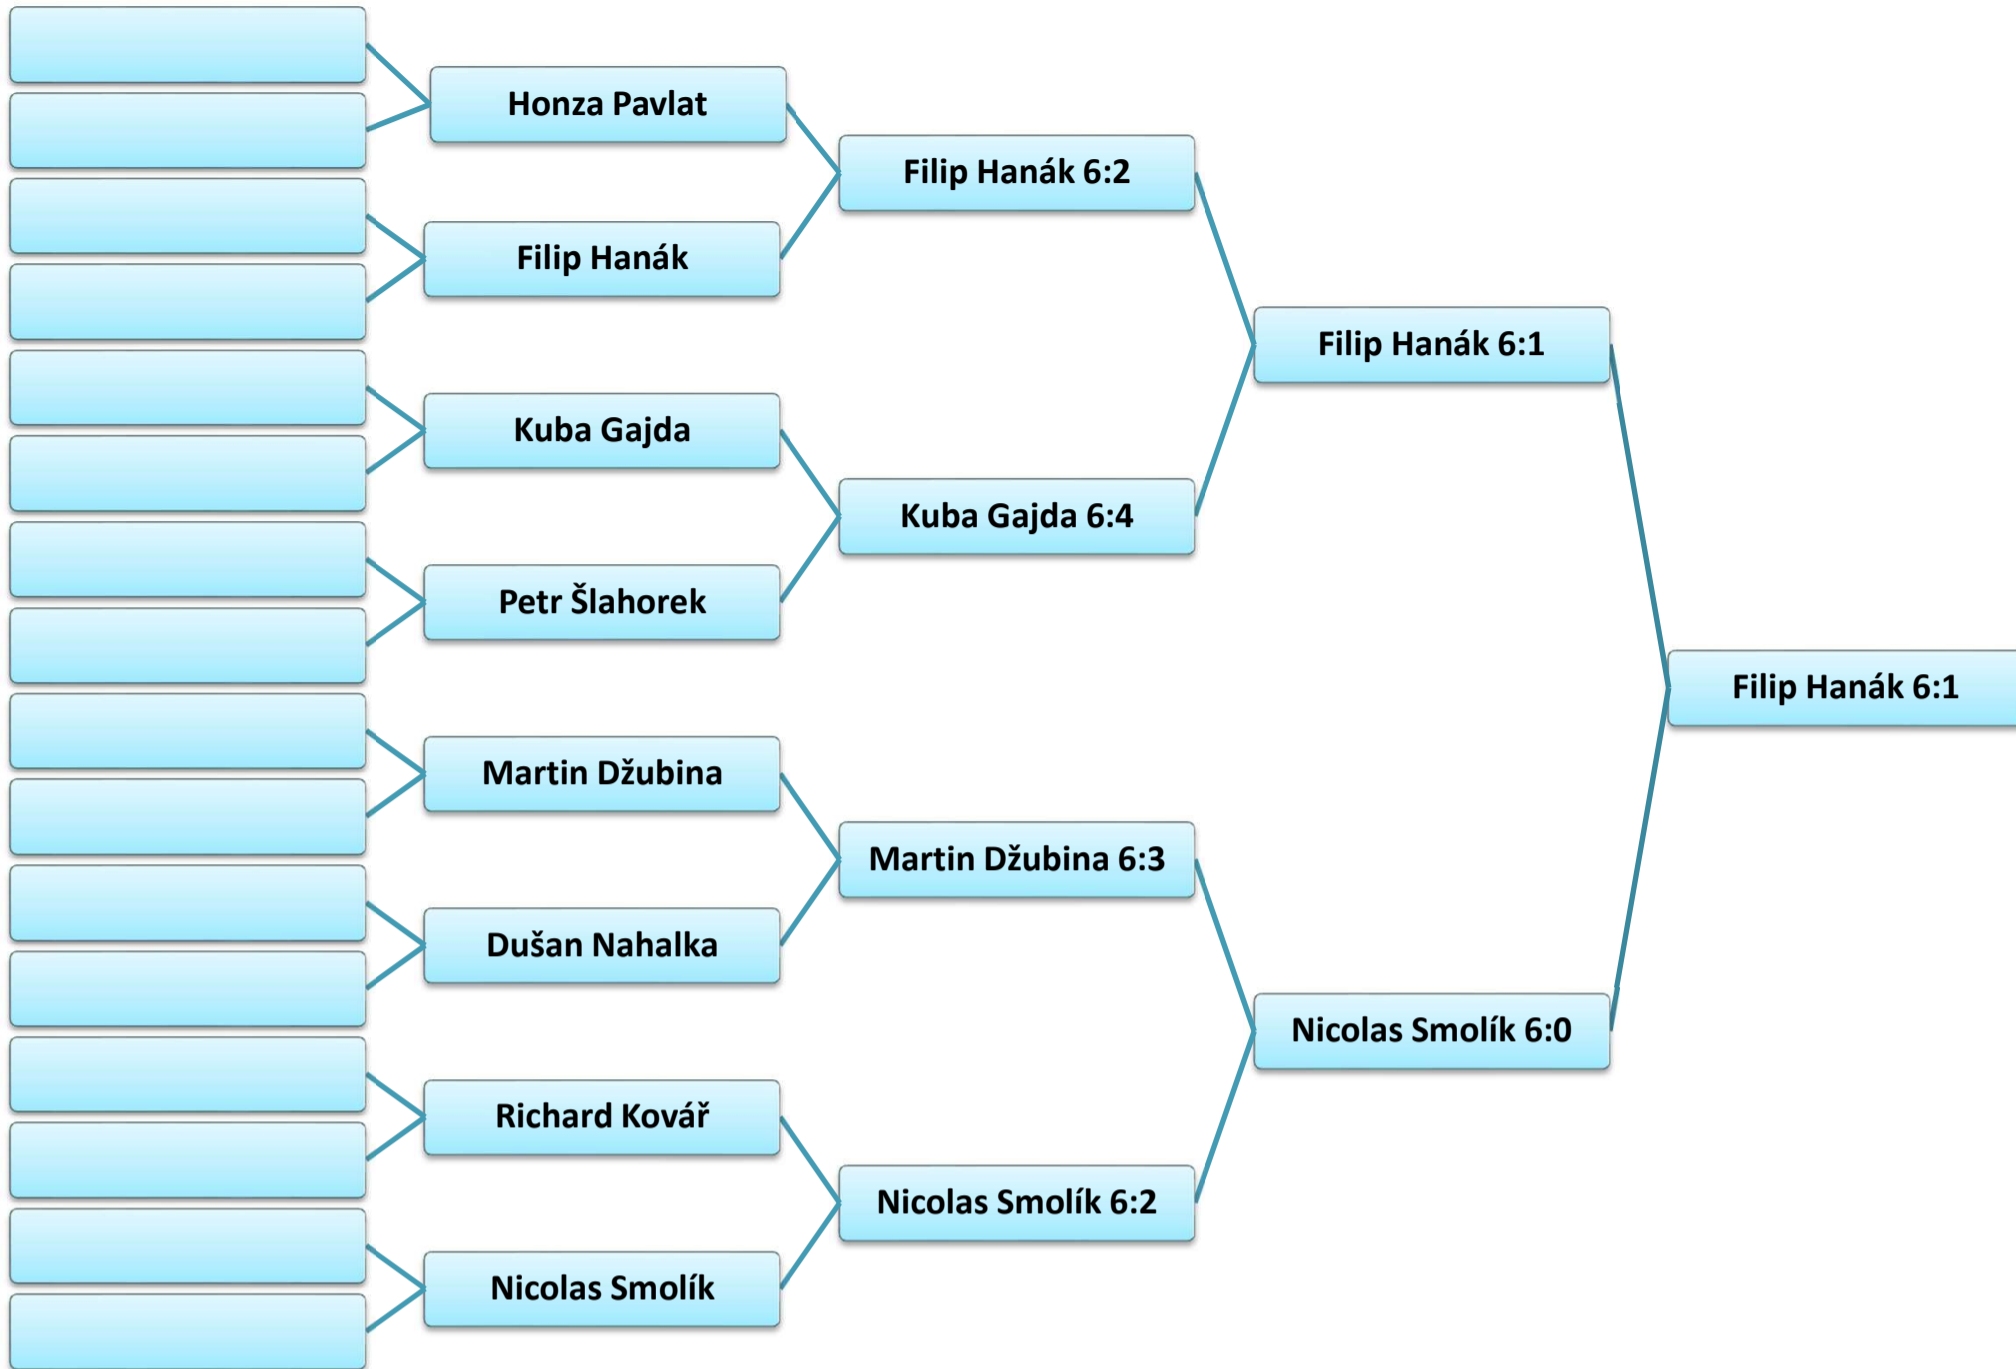 Honza Pavlat
Filip Hanák
Kuba Gajda
Petr Šlahorek
Martin Džubina
Dušan Nahalka
Richard Kovář
Nicolas Smolík
Filip Hanák 6:2
Kuba Gajda 6:4
Martin Džubina 6:3
Nicolas Smolík 6:2
Filip Hanák 6:1
Nicolas Smolík 6:0
Filip Hanák 6:1